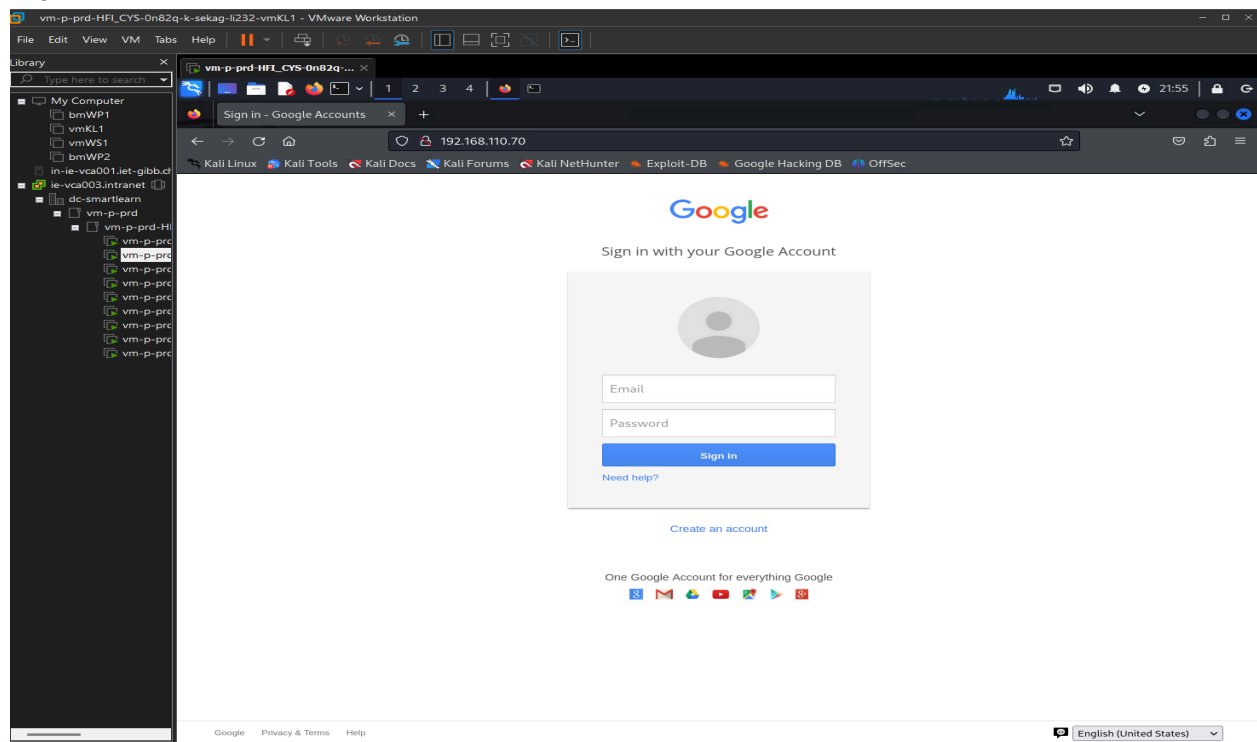 vm-p-prd-HFI_CYS-0n82q-k-sekag-li232-vmKL1 - VMware Workstation
File Edit View VM Tabs Help
Library
Type here to search
My Computer
bmWP1
vmKL1
vmWS1
bmWP2
in-ie-vca001.iet-gibb.ch
ie-vca003.intranet
dc-smartlearn
vm-p-prd
vm-p-prd-HI
vm-p-prd
vm-p-prd
vm-p-prd
vm-p-prd
vm-p-prd
vm-p-prd
vm-p-prd
vm-p-prd
vm-p-prd-HFI_CYS-0n82q-...
1 2 3 4
21:55
Sign in - Google Accounts
192.168.110.70
Kali Linux Kali Tools Kali Docs Kali Forums Kali NetHunter Exploit-DB Google Hacking DB OffSec
Google
Sign in with your Google Account
Email
Password
Sign in
Need help?
Create an account
One Google Account for everything Google
Google Privacy & Terms Help
English (United States)